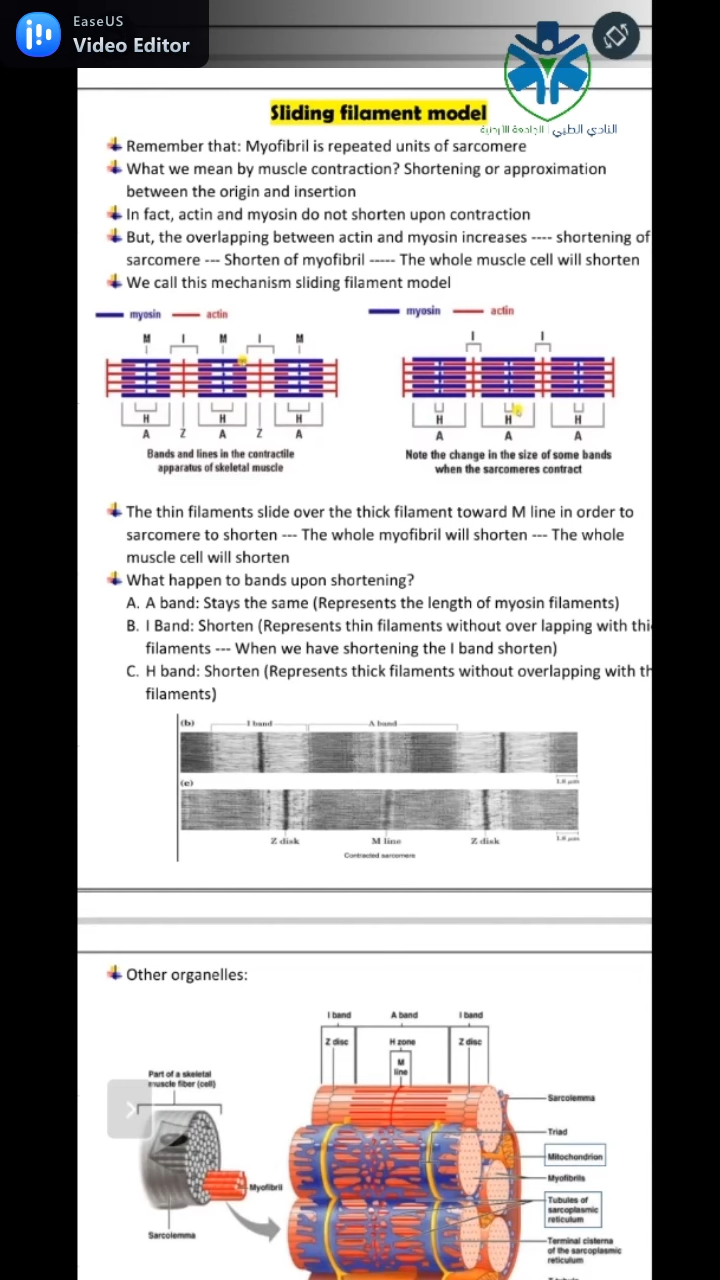 EaseUS
Video Editor
النادي الطبي | الجامعة الأردنية
Sliding filament model
Remember that: Myofibril is repeated units of sarcomere
What we mean by muscle contraction? Shortening or approximation
between the origin and insertion
In fact, actin and myosin do not shorten upon contraction
But, the overlapping between actin and myosin increases ---- shortening of
sarcomere --- Shorten of myofibril ----- The whole muscle cell will shorten
We call this mechanism sliding filament model
myosin actin
myosin actin
M I M I M
I I
H H H
A Z A Z A
H H H
A A A
Bands and lines in the contractile
apparatus of skeletal muscle
Note the change in the size of some bands
when the sarcomeres contract
The thin filaments slide over the thick filament toward M line in order to
sarcomere to shorten --- The whole myofibril will shorten --- The whole
muscle cell will shorten
What happen to bands upon shortening?
A. A band: Stays the same (Represents the length of myosin filaments)
B. I Band: Shorten (Represents thin filaments without over lapping with thi
filaments --- When we have shortening the I band shorten)
C. H band: Shorten (Represents thick filaments without overlapping with th
filaments)
(b) I band A band
(c)
Z disk M line Z disk
Contracted sarcomere
Other organelles:
I band A band I band
Z disc H zone Z disc
M
line
Part of a skeletal
muscle fiber (cell)
Sarcolemma
Triad
Mitochondrion
Myofibrils
Myofibril
Tubules of
sarcoplasmic
reticulum
Sarcolemma
Terminal cisterna
of the sarcoplasmic
reticulum